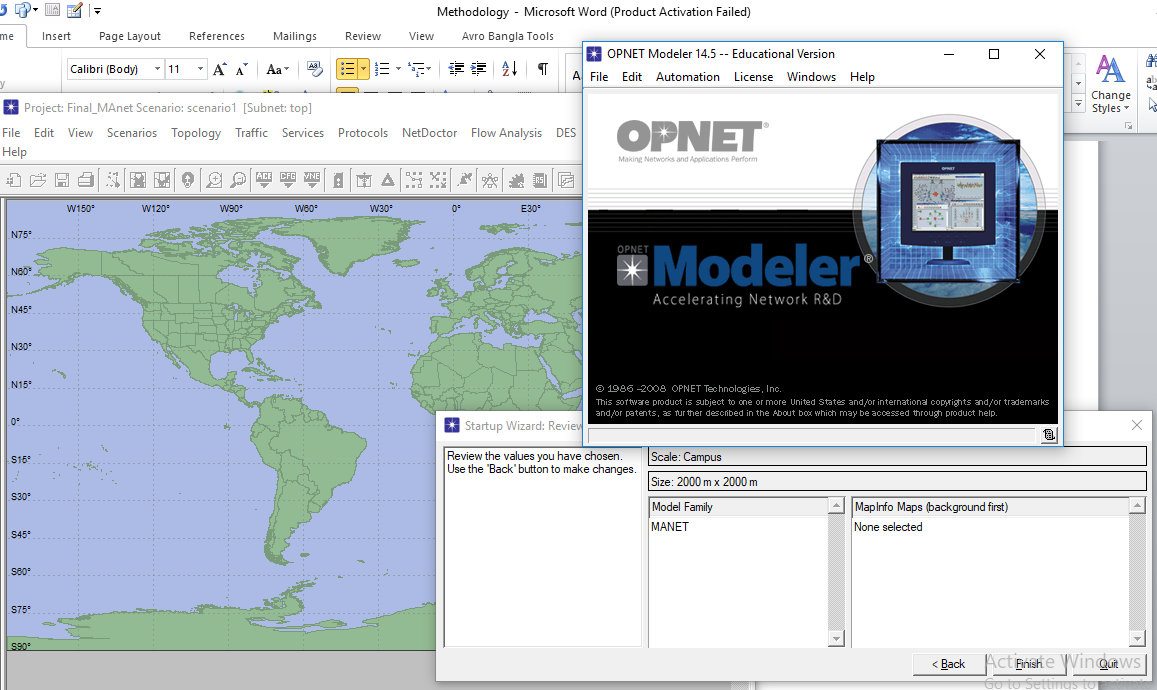 Methodology - Microsoft Word (Product Activation Failed)
me Insert Page Layout References Mailings Review View Avro Bangla Tools
Calibri (Body) 11 A A Aa A
Change
Styles
Project: Final_MAnet Scenario: scenario1 [Subnet: top]
File Edit View Scenarios Topology Traffic Services Protocols NetDoctor Flow Analysis DES
Help
ACE CFG VNE
W150° W120° W90° W60° W30° 0° E30°
N75°
N60°
N45°
N30°
N15°
0°
S15°
S30°
S45°
S60°
S75°
S90°
OPNET Modeler 14.5 -- Educational Version
File Edit Automation License Windows Help
OPNET®
Making Networks and Applications Perform
OPNET
OPNET
Modeler®
Accelerating Network R&D
© 1986 -2008 OPNET Technologies, Inc.
This software product is subject to one or more United States and/or international copyrights and/or trademarks
and/or patents, as further described in the About box which may be accessed through product help.
Startup Wizard: Review
Review the values you have chosen.
Use the 'Back' button to make changes.
Scale: Campus
Size: 2000 m x 2000 m
Model Family
MANET
MapInfo Maps (background first)
None selected
< Back Finish Quit
Activate Windows
Go to Settings to activate